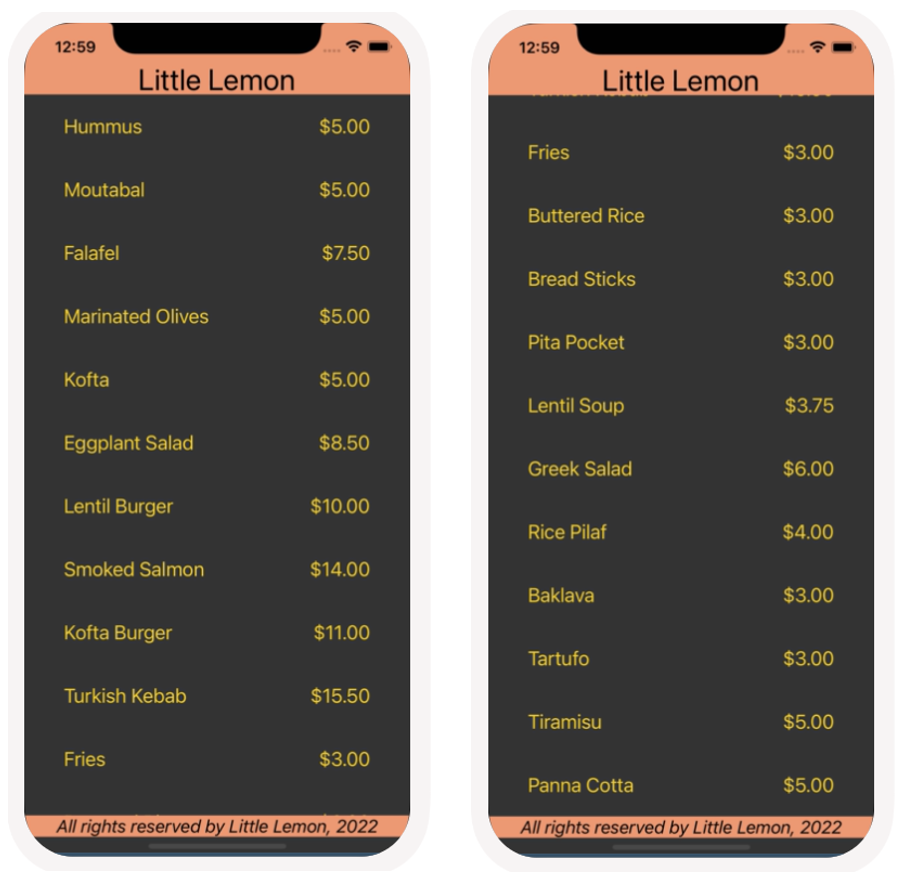 12:59
Little Lemon
Hummus $5.00
Moutabal $5.00
Falafel $7.50
Marinated Olives $5.00
Kofta $5.00
Eggplant Salad $8.50
Lentil Burger $10.00
Smoked Salmon $14.00
Kofta Burger $11.00
Turkish Kebab $15.50
Fries $3.00
All rights reserved by Little Lemon, 2022
12:59
Little Lemon
Fries $3.00
Buttered Rice $3.00
Bread Sticks $3.00
Pita Pocket $3.00
Lentil Soup $3.75
Greek Salad $6.00
Rice Pilaf $4.00
Baklava $3.00
Tartufo $3.00
Tiramisu $5.00
Panna Cotta $5.00
All rights reserved by Little Lemon, 2022